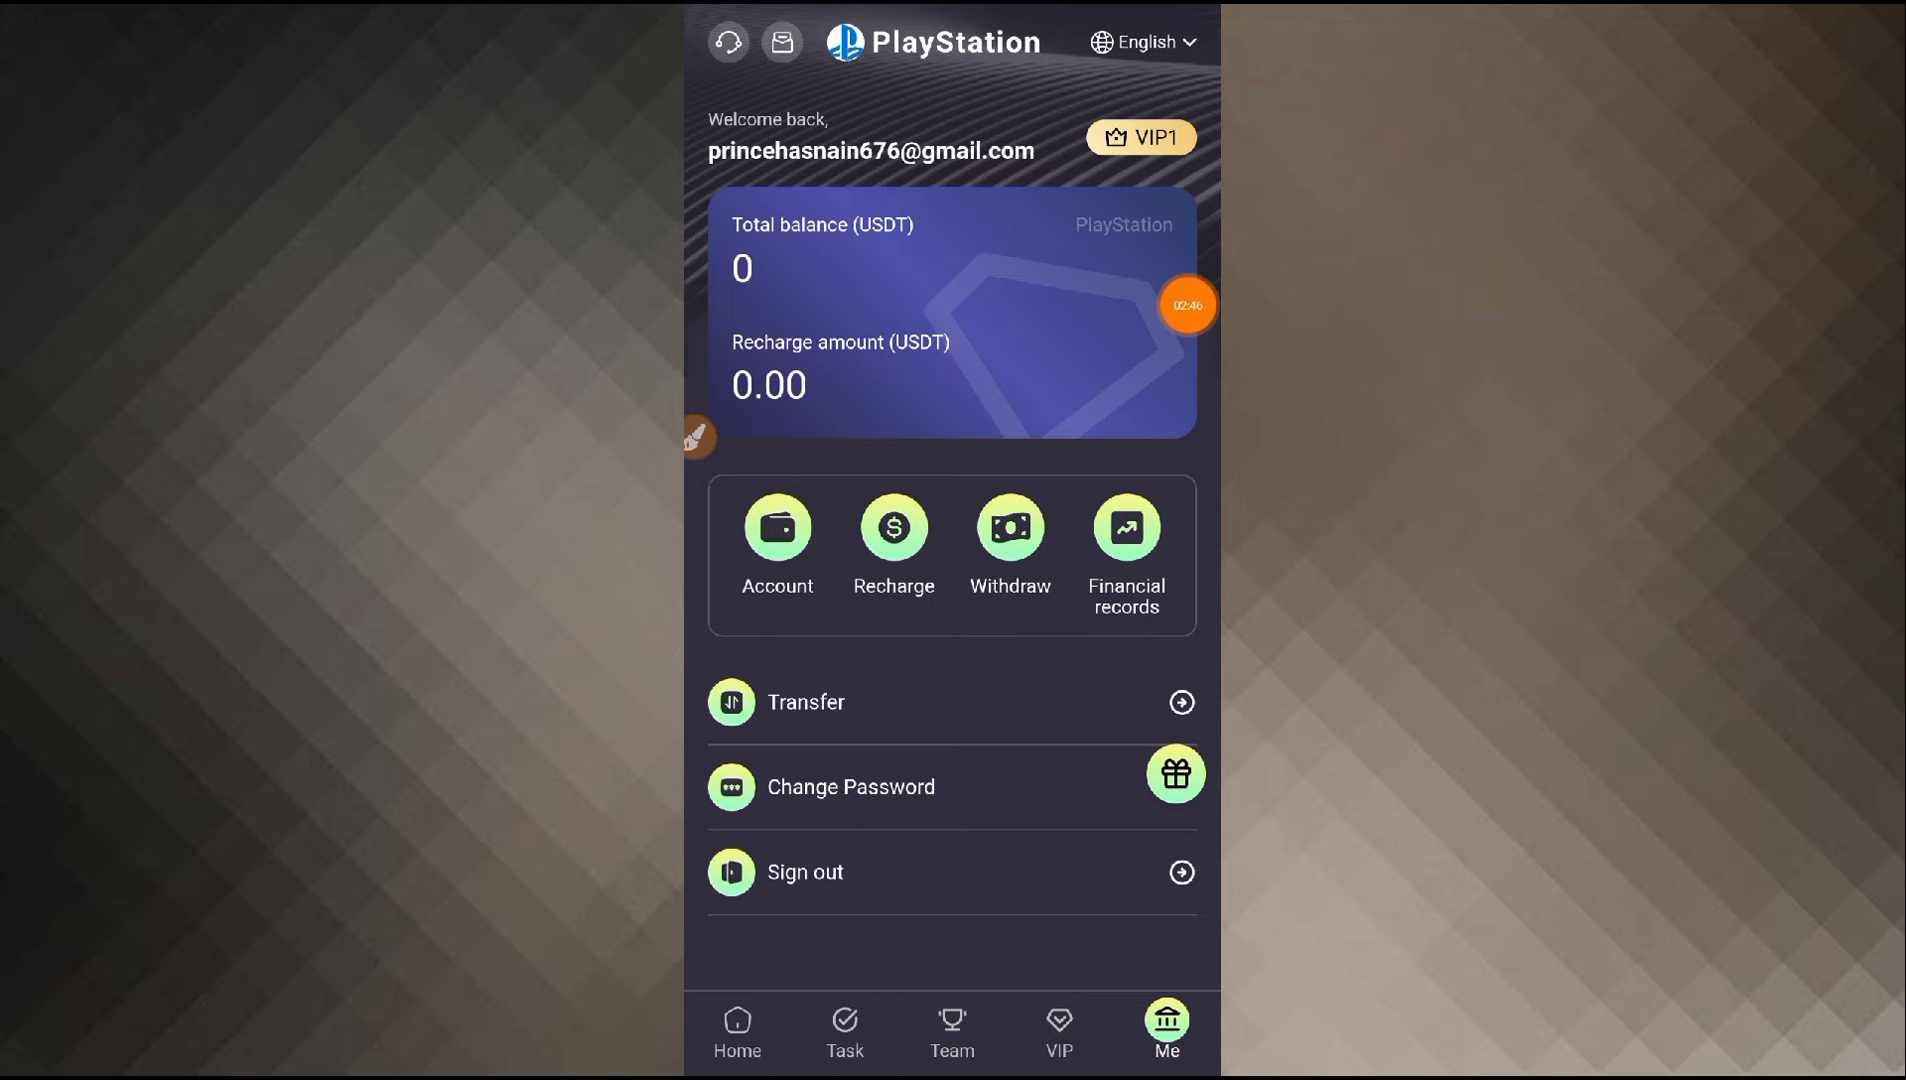 PlayStation
English
Welcome back,
princehasnain676@gmail.com
VIP1
Total balance (USDT)
PlayStation
0
02:46
Recharge amount (USDT)
0.00
Account
Recharge
Withdraw
Financial
records
Transfer
Change Password
Sign out
Home
Task
Team
VIP
Me